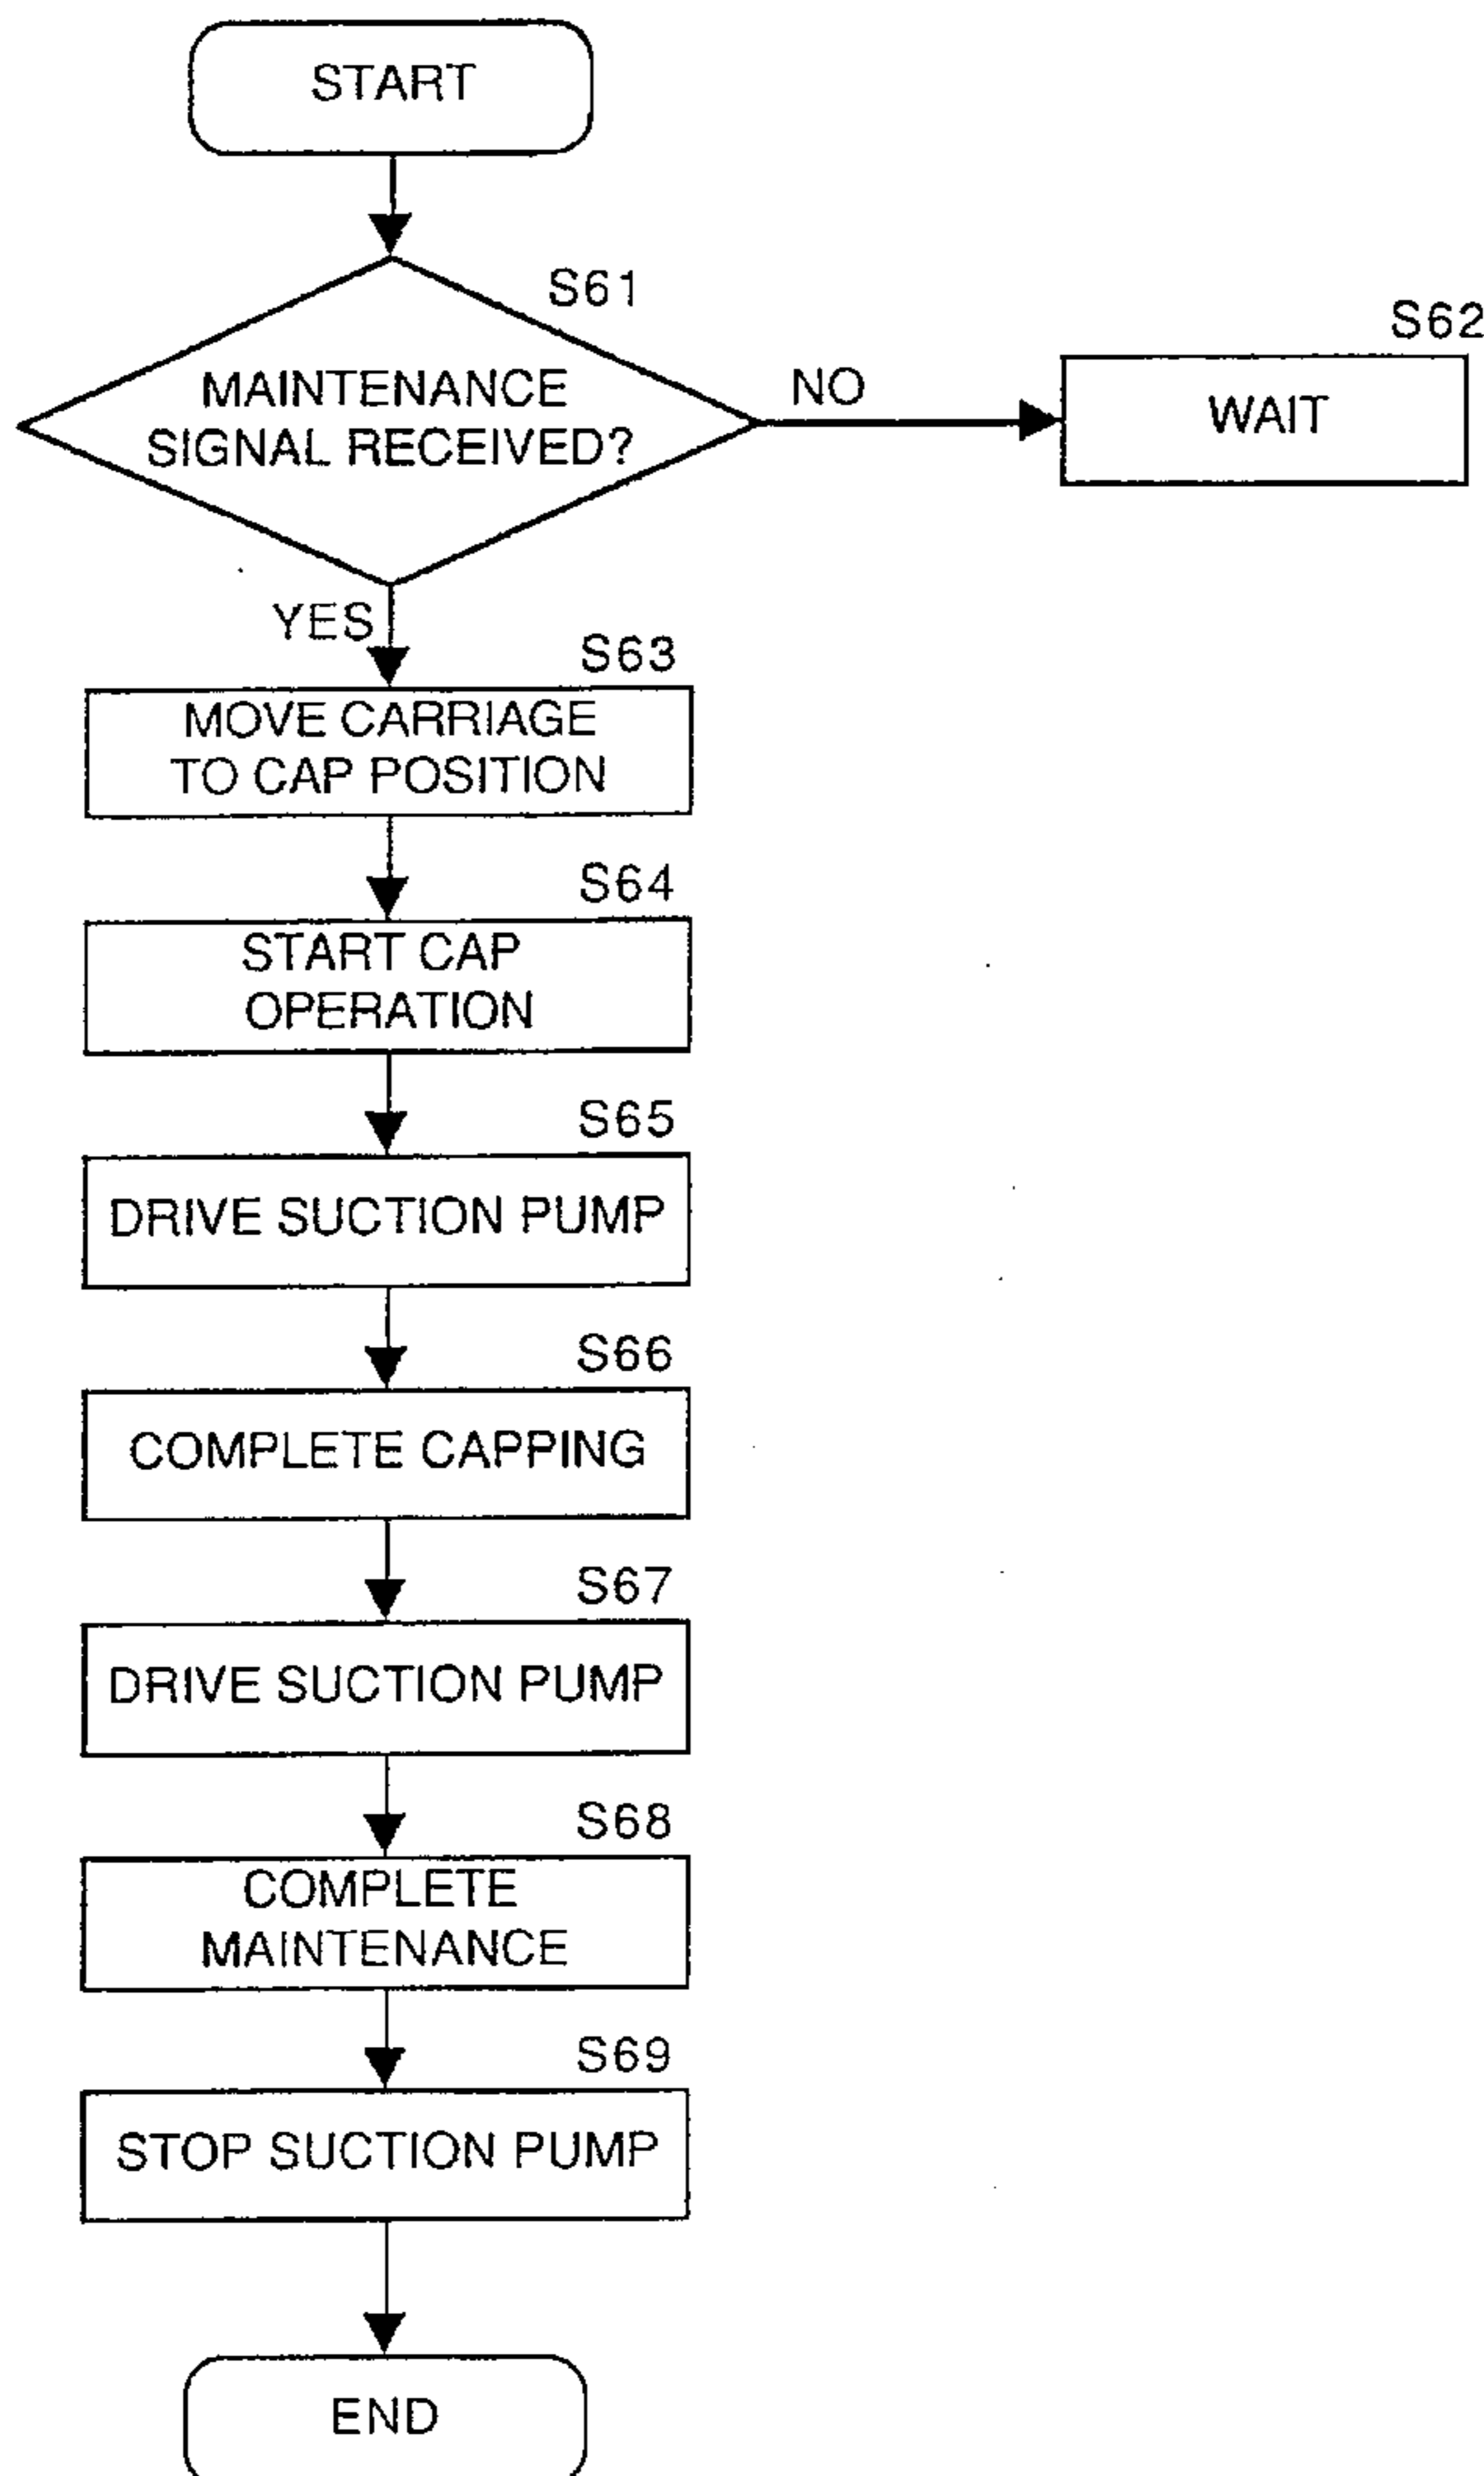 START
S61
MAINTENANCE
SIGNAL RECEIVED?
NO
S62
WAIT
YES
S63
MOVE CARRIAGE
TO CAP POSITION
S64
START CAP
OPERATION
S65
DRIVE SUCTION PUMP
S66
COMPLETE CAPPING
S67
DRIVE SUCTION PUMP
S68
COMPLETE
MAINTENANCE
S69
STOP SUCTION PUMP
END